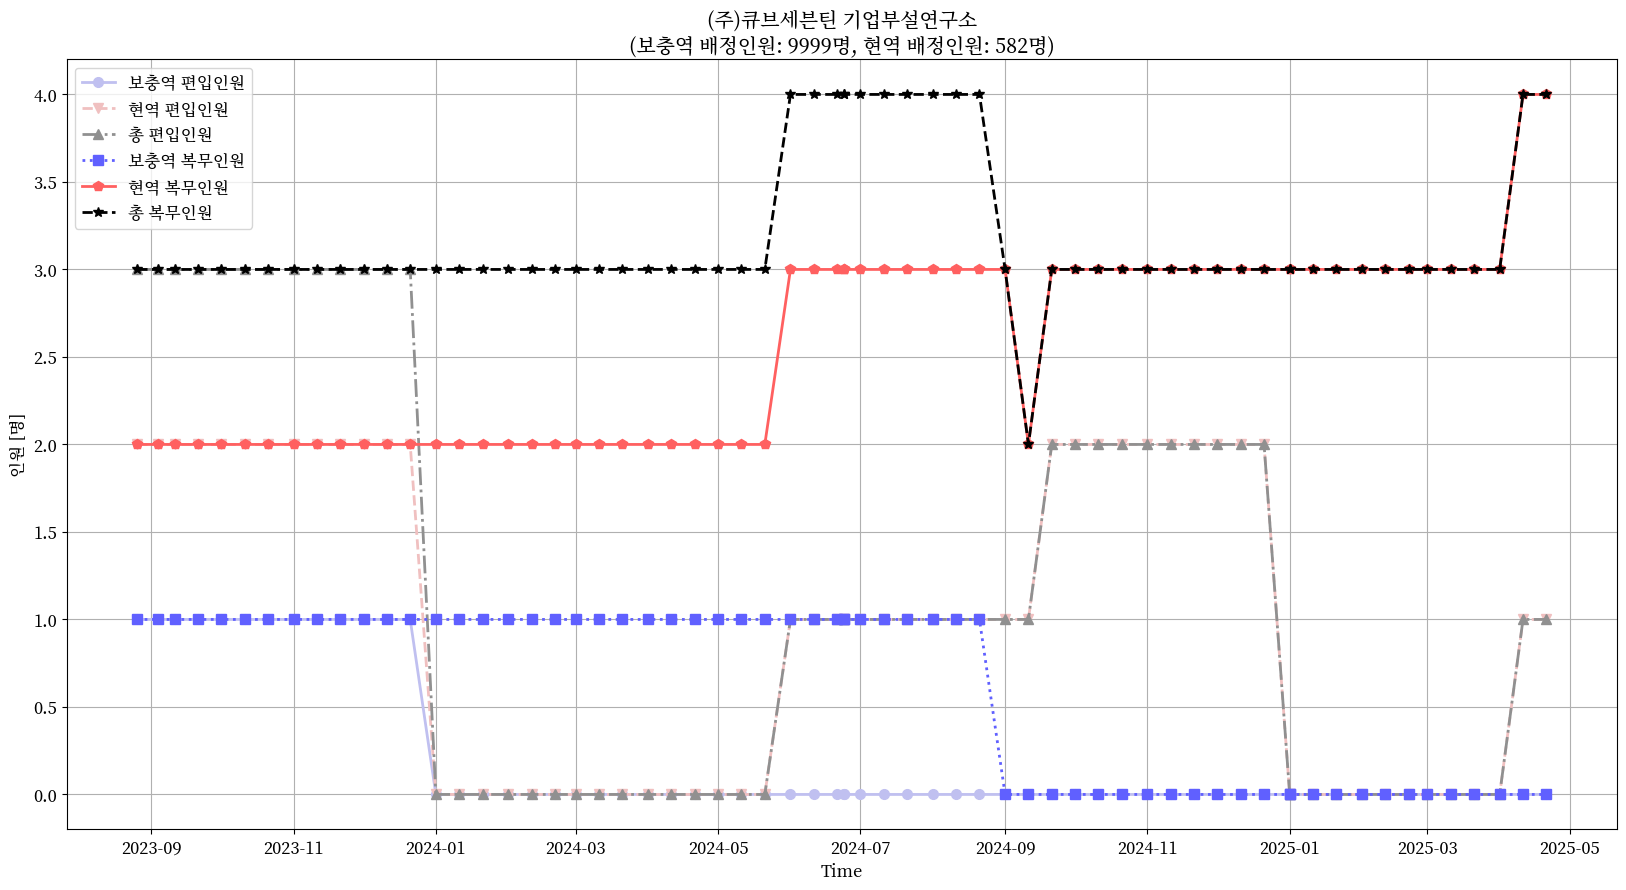 (주)큐브세븐틴 기업부설연구소
(보충역 배정인원: 9999명, 현역 배정인원: 582명)
보충역 편입인원
현역 편입인원
총 편입인원
보충역 복무인원
현역 복무인원
총 복무인원
4.0
3.5
3.0
2.5
2.0
1.5
1.0
0.5
0.0
인원 [명]
2023-09 2023-11 2024-01 2024-03 2024-05 2024-07 2024-09 2024-11 2025-01 2025-03 2025-05
Time